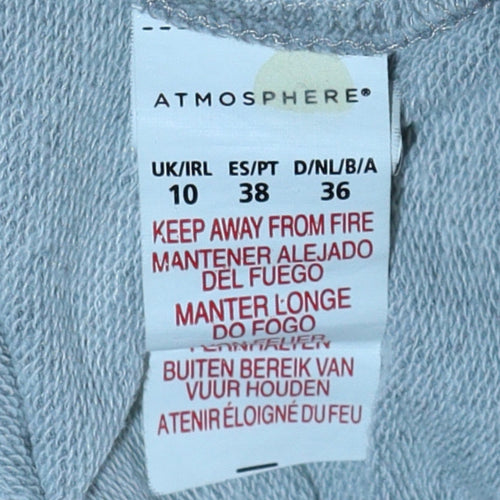 ATMOSPHERE®
UK/IRL ES/PT D/NL/B/A
10 38 36
KEEP AWAY FROM FIRE
MANTENER ALEJADO
DEL FUEGO
MANTER LONGE
DO FOGO
BUITEN BEREIK VAN
VUUR HOUDEN
A TENIR ÉLOIGNÉ DU FEU